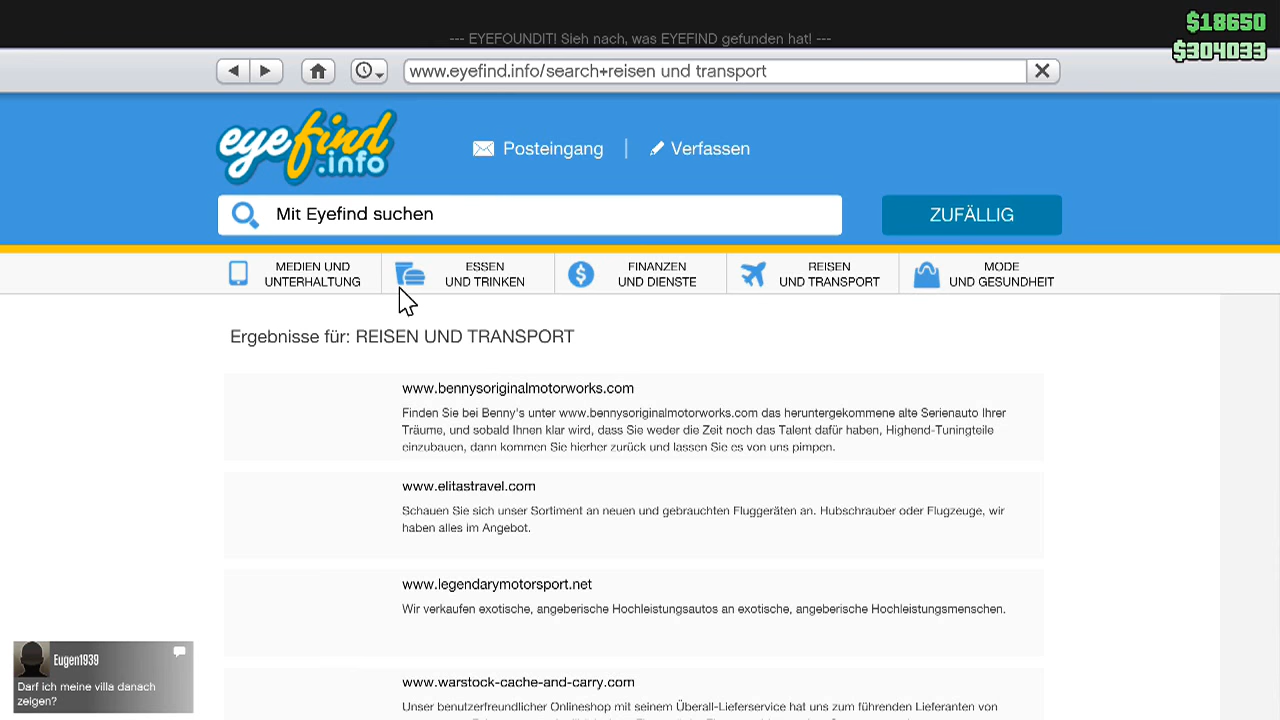 $18650
--- EYEFOUNDIT! Sieh nach, was EYEFIND gefunden hat! ---
$304033
www.eyefind.info/search+reisen und transport
eyefind
.info
Posteingang | Verfassen
Mit Eyefind suchen
ZUFÄLLIG
MEDIEN UND
UNTERHALTUNG
ESSEN
UND TRINKEN
FINANZEN
UND DIENSTE
REISEN
UND TRANSPORT
MODE
UND GESUNDHEIT
Ergebnisse für: REISEN UND TRANSPORT
www.bennysoriginalmotorworks.com
Finden Sie bei Benny's unter www.bennysoriginalmotorworks.com das heruntergekommene alte Serienauto Ihrer
Träume, und sobald Ihnen klar wird, dass Sie weder die Zeit noch das Talent dafür haben, Highend-Tuningteile
einzubauen, dann kommen Sie hierher zurück und lassen Sie es von uns pimpen.
www.elitastravel.com
Schauen Sie sich unser Sortiment an neuen und gebrauchten Fluggeräten an. Hubschrauber oder Flugzeuge, wir
haben alles im Angebot.
www.legendarymotorsport.net
Wir verkaufen exotische, angeberische Hochleistungsautos an exotische, angeberische Hochleistungsmenschen.
www.warstock-cache-and-carry.com
Unser benutzerfreundlicher Onlineshop mit seinem Überall-Lieferservice hat uns zum führenden Lieferanten von
Eugen1939
Darf ich meine villa danach
zeigen?